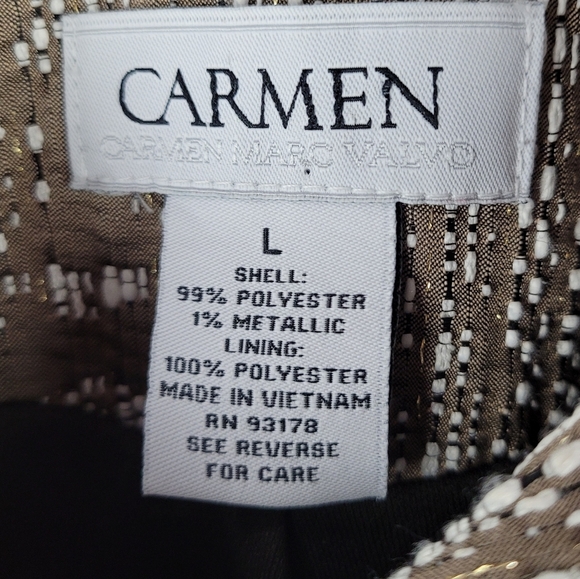 CARMEN
CARMEN MARC VALVO
L
SHELL:
99% POLYESTER
1% METALLIC
LINING:
100% POLYESTER
MADE IN VIETNAM
RN 93178
SEE REVERSE
FOR CARE